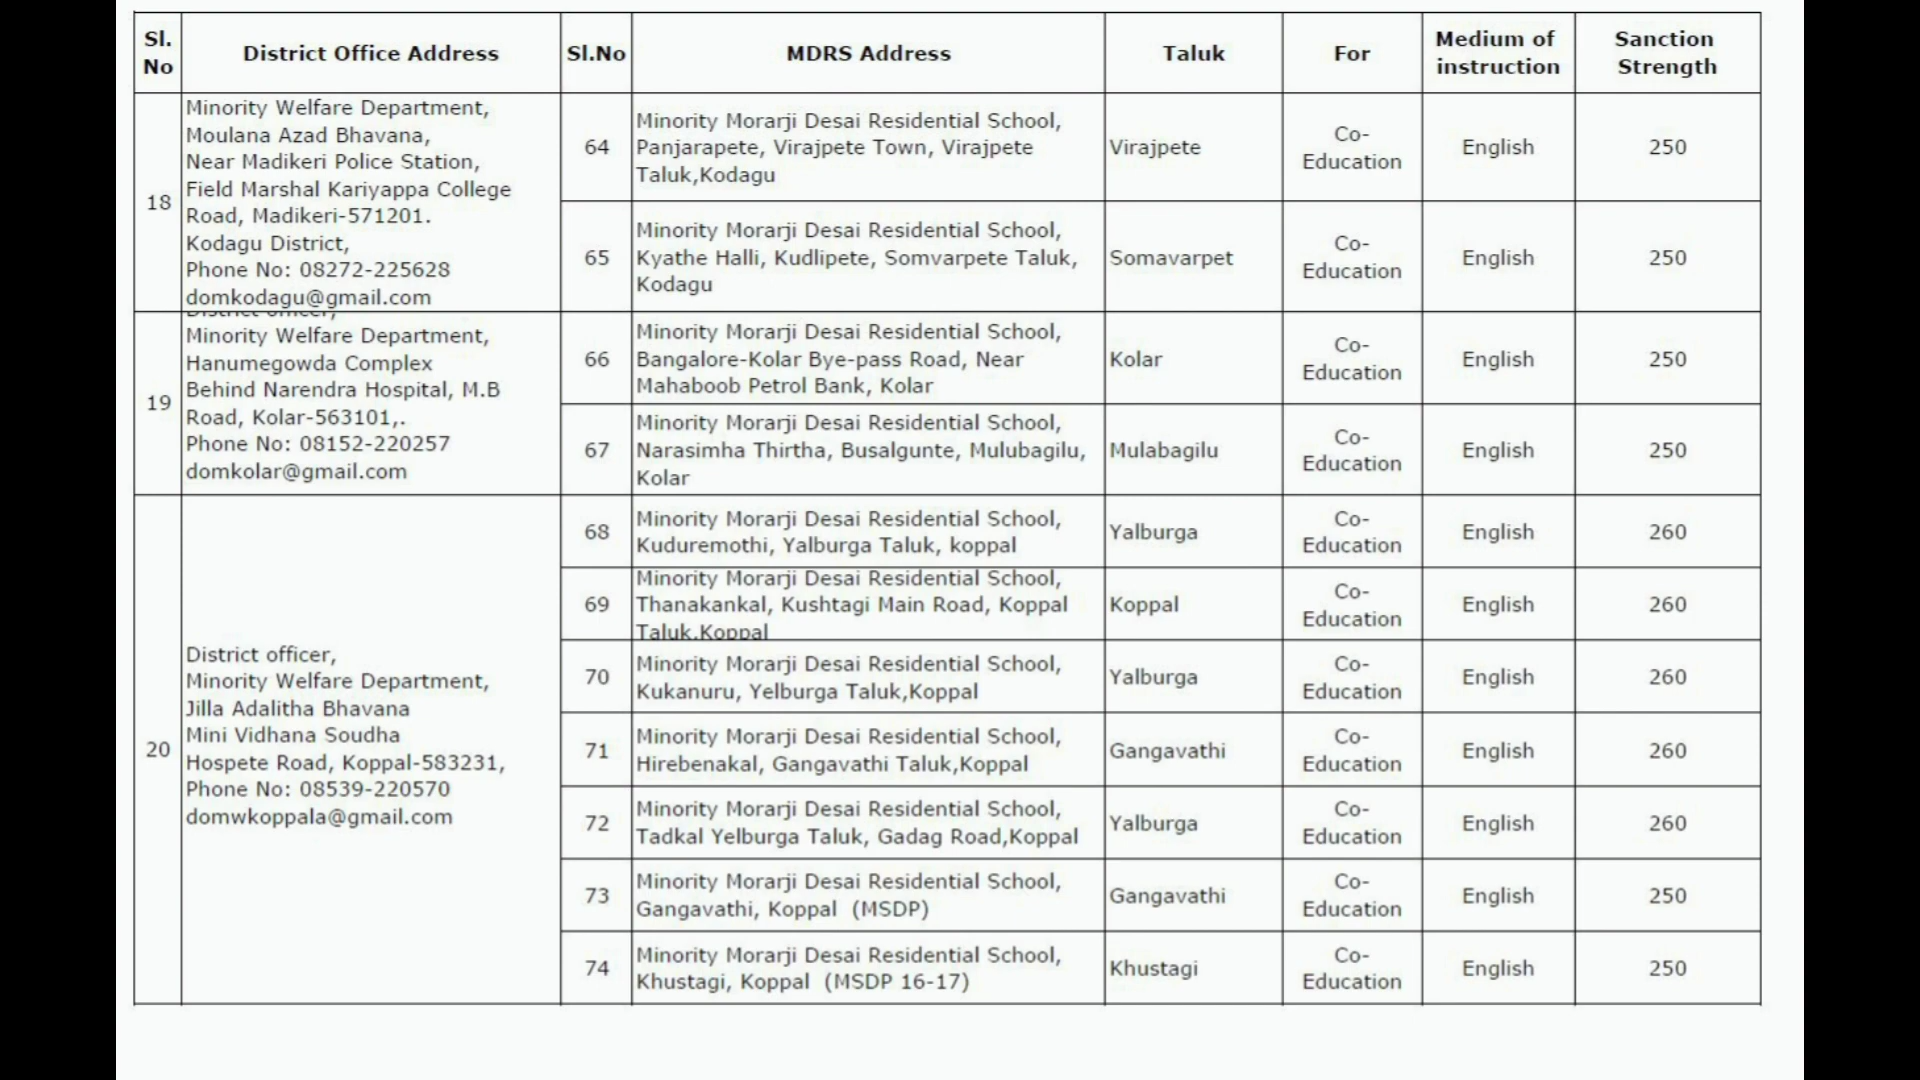 Sl. No District Office Address Sl.No MDRS Address Taluk For Medium of instruction Sanction Strength
18
Minority Welfare Department,
Moulana Azad Bhavana,
Near Madikeri Police Station,
Field Marshal Kariyappa College
Road, Madikeri-571201.
Kodagu District,
Phone No: 08272-225628
domkodagu@gmail.com
64
Minority Morarji Desai Residential School,
Panjarapete, Virajpete Town, Virajpete
Taluk,Kodagu
Virajpete
Co-
Education
English
250
65
Minority Morarji Desai Residential School,
Kyathe Halli, Kudlipete, Somvarpete Taluk,
Kodagu
Somavarpet
Co-
Education
English
250
19
District officer,
Minority Welfare Department,
Hanumegowda Complex
Behind Narendra Hospital, M.B
Road, Kolar-563101,.
Phone No: 08152-220257
domkolar@gmail.com
66
Minority Morarji Desai Residential School,
Bangalore-Kolar Bye-pass Road, Near
Mahaboob Petrol Bank, Kolar
Kolar
Co-
Education
English
250
67
Minority Morarji Desai Residential School,
Narasimha Thirtha, Busalgunte, Mulubagilu,
Kolar
Mulabagilu
Co-
Education
English
250
20
District officer,
Minority Welfare Department,
Jilla Adalitha Bhavana
Mini Vidhana Soudha
Hospete Road, Koppal-583231,
Phone No: 08539-220570
domwkoppala@gmail.com
68
Minority Morarji Desai Residential School,
Kuduremothi, Yalburga Taluk, koppal
Yalburga
Co-
Education
English
260
69
Minority Morarji Desai Residential School,
Thanakankal, Kushtagi Main Road, Koppal
Taluk,Koppal
Koppal
Co-
Education
English
260
70
Minority Morarji Desai Residential School,
Kukanuru, Yelburga Taluk,Koppal
Yalburga
Co-
Education
English
260
71
Minority Morarji Desai Residential School,
Hirebenakal, Gangavathi Taluk,Koppal
Gangavathi
Co-
Education
English
260
72
Minority Morarji Desai Residential School,
Tadkal Yelburga Taluk, Gadag Road,Koppal
Yalburga
Co-
Education
English
260
73
Minority Morarji Desai Residential School,
Gangavathi, Koppal (MSDP)
Gangavathi
Co-
Education
English
250
74
Minority Morarji Desai Residential School,
Khustagi, Koppal (MSDP 16-17)
Khustagi
Co-
Education
English
250